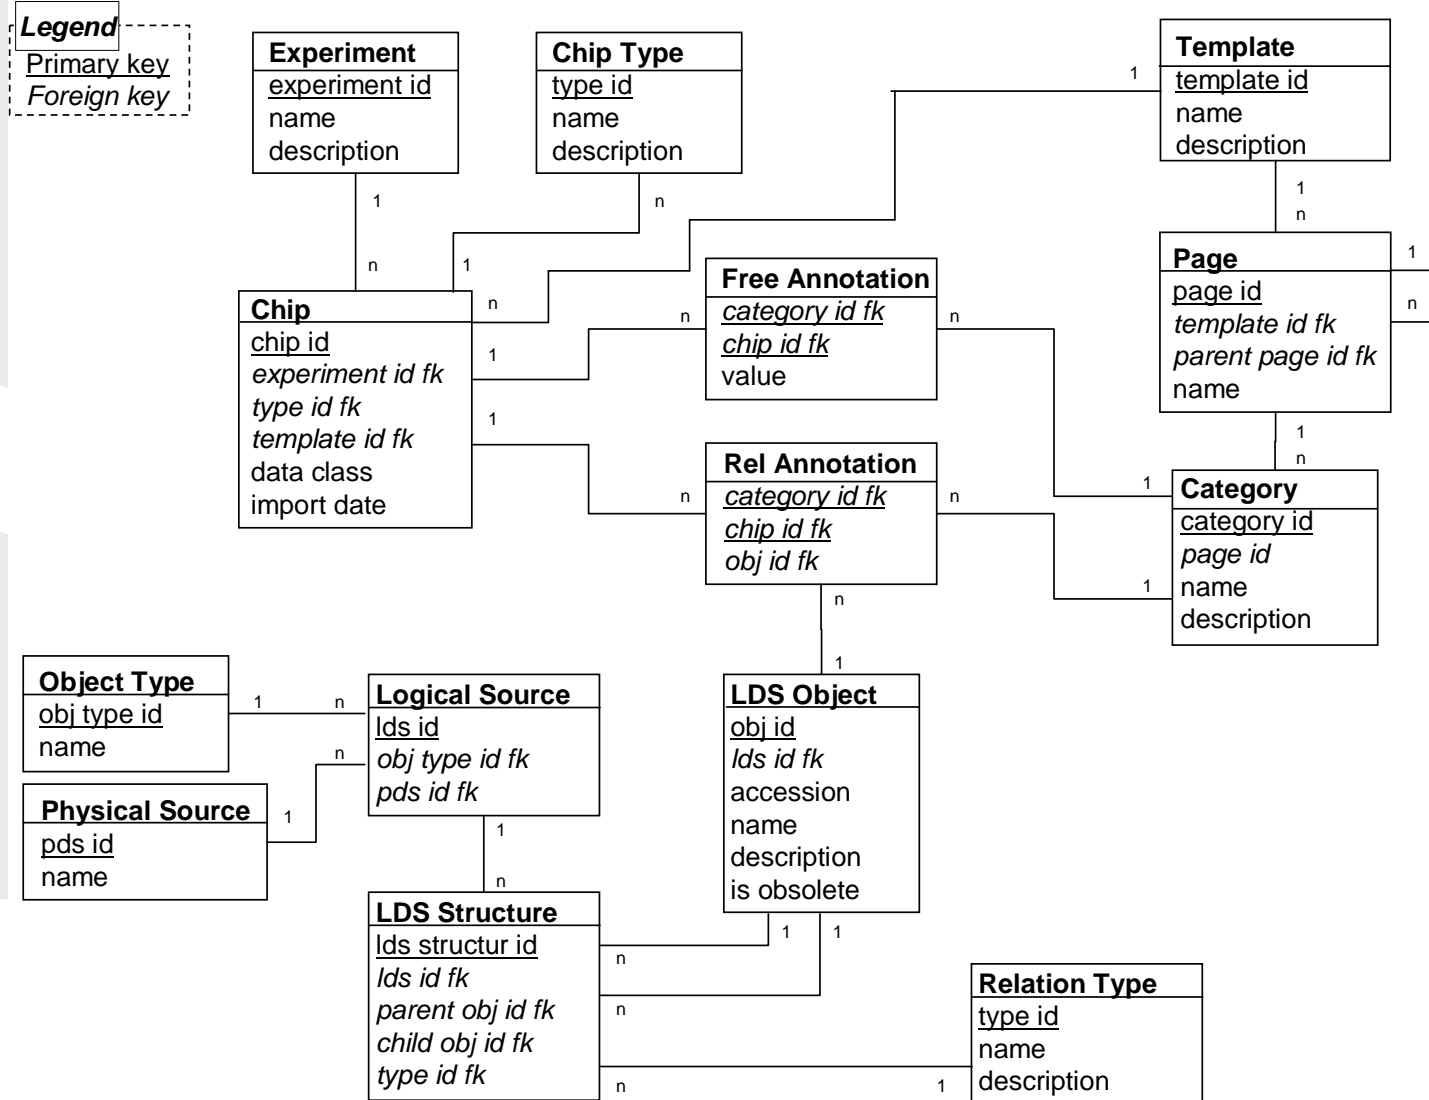 Legend
Primary key
Foreign key
Experiment
experiment id
name
description
Chip Type
type id
name
description
Template
template id
name
description
1
1
n
1
n
n
1
n
1
n
Page
page id
template id fk
parent page id fk
name
1
n
Free Annotation
category id fk
chip id fk
value
n
n
Chip
chip id
experiment id fk
type id fk
template id fk
data class
import date
1
1
n
Rel Annotation
category id fk
chip id fk
obj id fk
n
1
n
1
1
Category
category id
page id
name
description
n
1
Object Type
obj type id
name
1
n
n
Physical Source
pds id
name
1
Logical Source
lds id
obj type id fk
pds id fk
1
n
LDS Object
obj id
lds id fk
accession
name
description
is obsolete
1
1
LDS Structure
lds structur id
lds id fk
parent obj id fk
child obj id fk
type id fk
n
n
n
1
Relation Type
type id
name
description